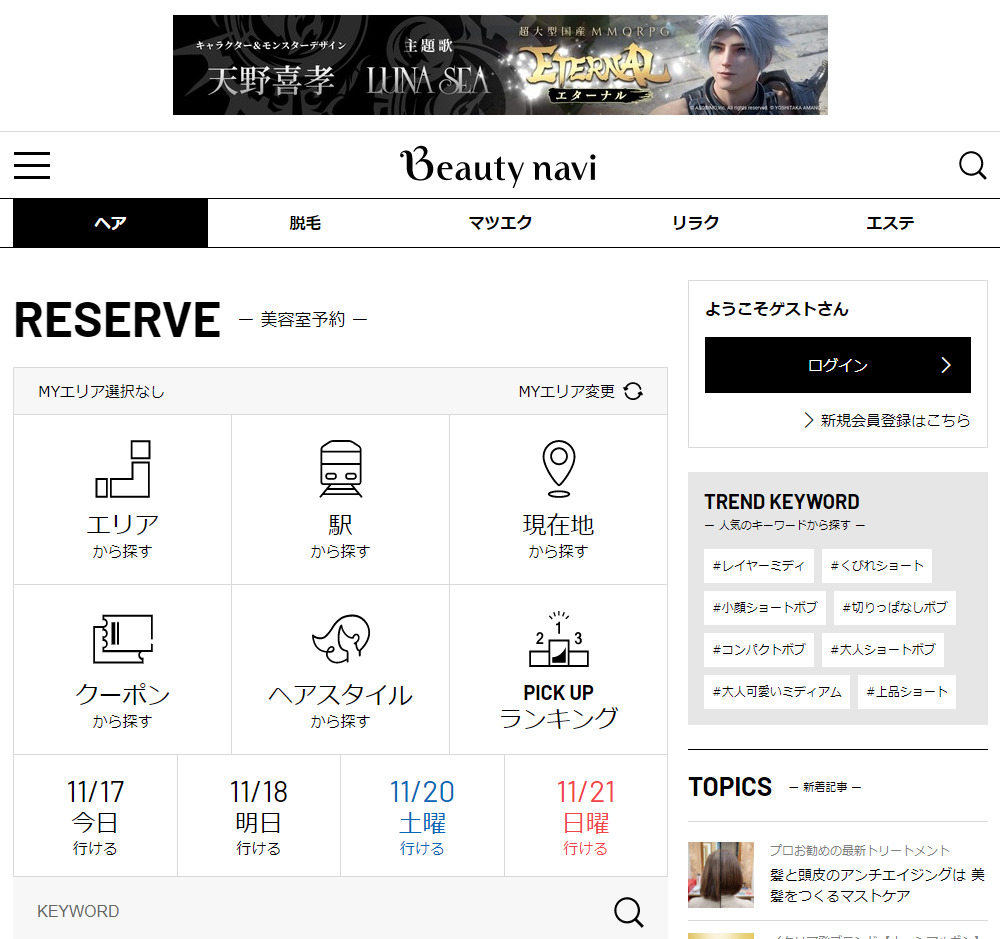 キャラクター&モンスターデザイン
天野喜孝
主題歌
LUNA SEA
超大型国産MMORPG
ETERNAL
エターナル
Beauty navi
ヘア
脱毛
マツエク
リラク
エステ
RESERVE
― 美容室予約 ―
MYエリア選択なし
MYエリア変更
エリア
から探す
駅
から探す
現在地
から探す
クーポン
から探す
ヘアスタイル
から探す
1
2
3
PICK UP
ランキング
11/17
今日
行ける
11/18
明日
行ける
11/20
土曜
行ける
11/21
日曜
行ける
KEYWORD
ようこそゲストさん
ログイン
新規会員登録はこちら
TREND KEYWORD
― 人気のキーワードから探す ―
#レイヤーミディ
#くびれショート
#小顔ショートボブ
#切りっぱなしボブ
#コンパクトボブ
#大人ショートボブ
#大人可愛いミディアム
#上品ショート
TOPICS
― 新着記事 ―
プロお勧めの最新トリートメント
髪と頭皮のアンチエイジングは 美
髪をつくるマストケア